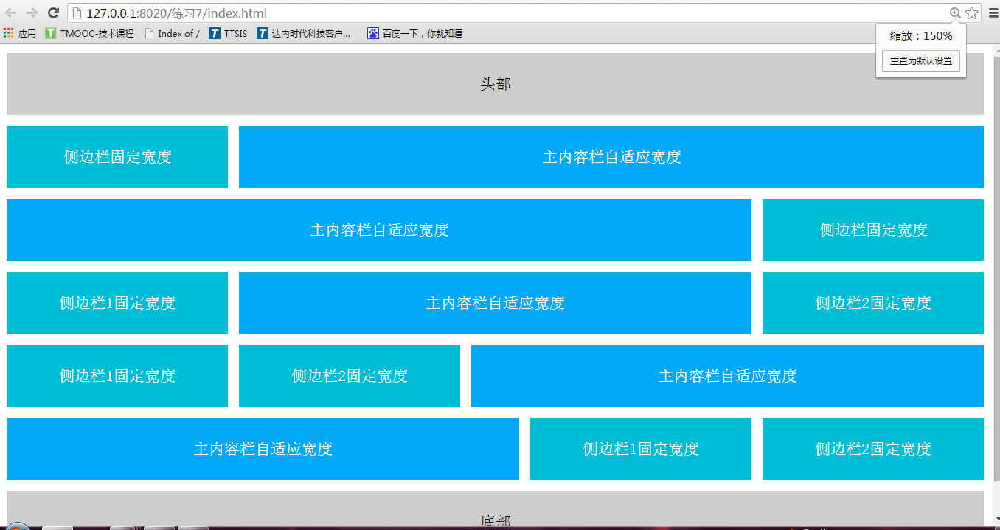 127.0.0.1:8020/练习7/index.html
应用 TMOOC-技术课程 Index of / TTSIS 达内时代科技客户... 百度一下，你就知道
缩放：150%
重置为默认设置
头部
侧边栏固定宽度 主内容栏自适应宽度
主内容栏自适应宽度 侧边栏固定宽度
侧边栏1固定宽度 主内容栏自适应宽度 侧边栏2固定宽度
侧边栏1固定宽度 侧边栏2固定宽度 主内容栏自适应宽度
主内容栏自适应宽度 侧边栏1固定宽度 侧边栏2固定宽度
底部